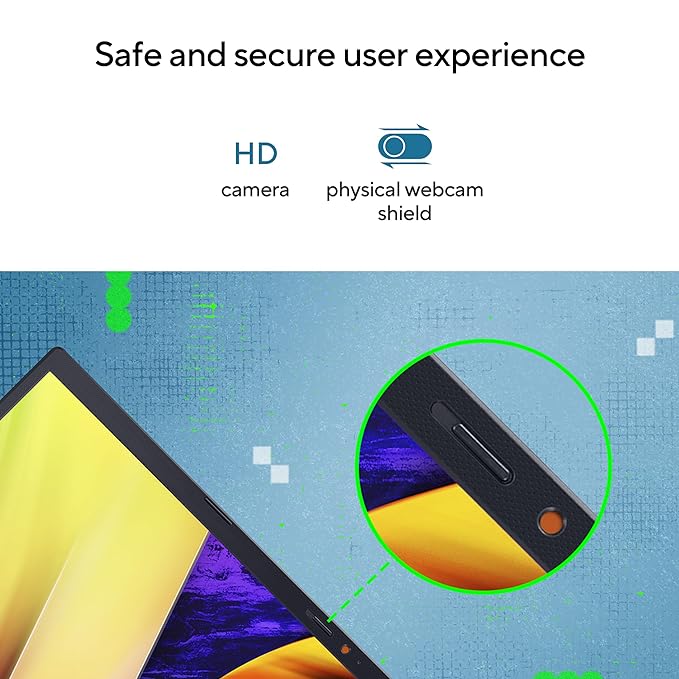 Safe and secure user experience
HD
camera
physical webcam
shield